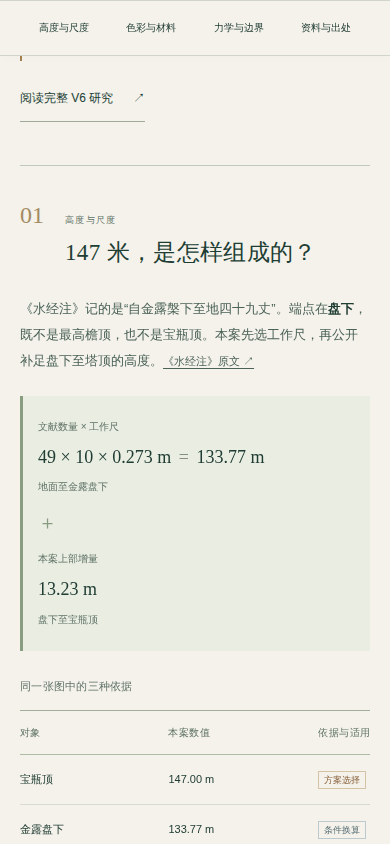 高度与尺度 色彩与材料 力学与边界 资料与出处
阅读完整 V6 研究 ↗
01 高度与尺度
147 米，是怎样组成的？
《水经注》记的是“自金露槃下至地四十九丈”。端点在盘下，
既不是最高檐顶，也不是宝瓶顶。本案先选工作尺，再公开
补足盘下至塔顶的高度。《水经注》原文 ↗
文献数量 × 工作尺
49 × 10 × 0.273 m = 133.77 m
地面至金露盘下
+
本案上部增量
13.23 m
盘下至宝瓶顶
同一张图中的三种依据
对象 本案数值 依据与适用
宝瓶顶 147.00 m 方案选择
金露盘下 133.77 m 条件换算